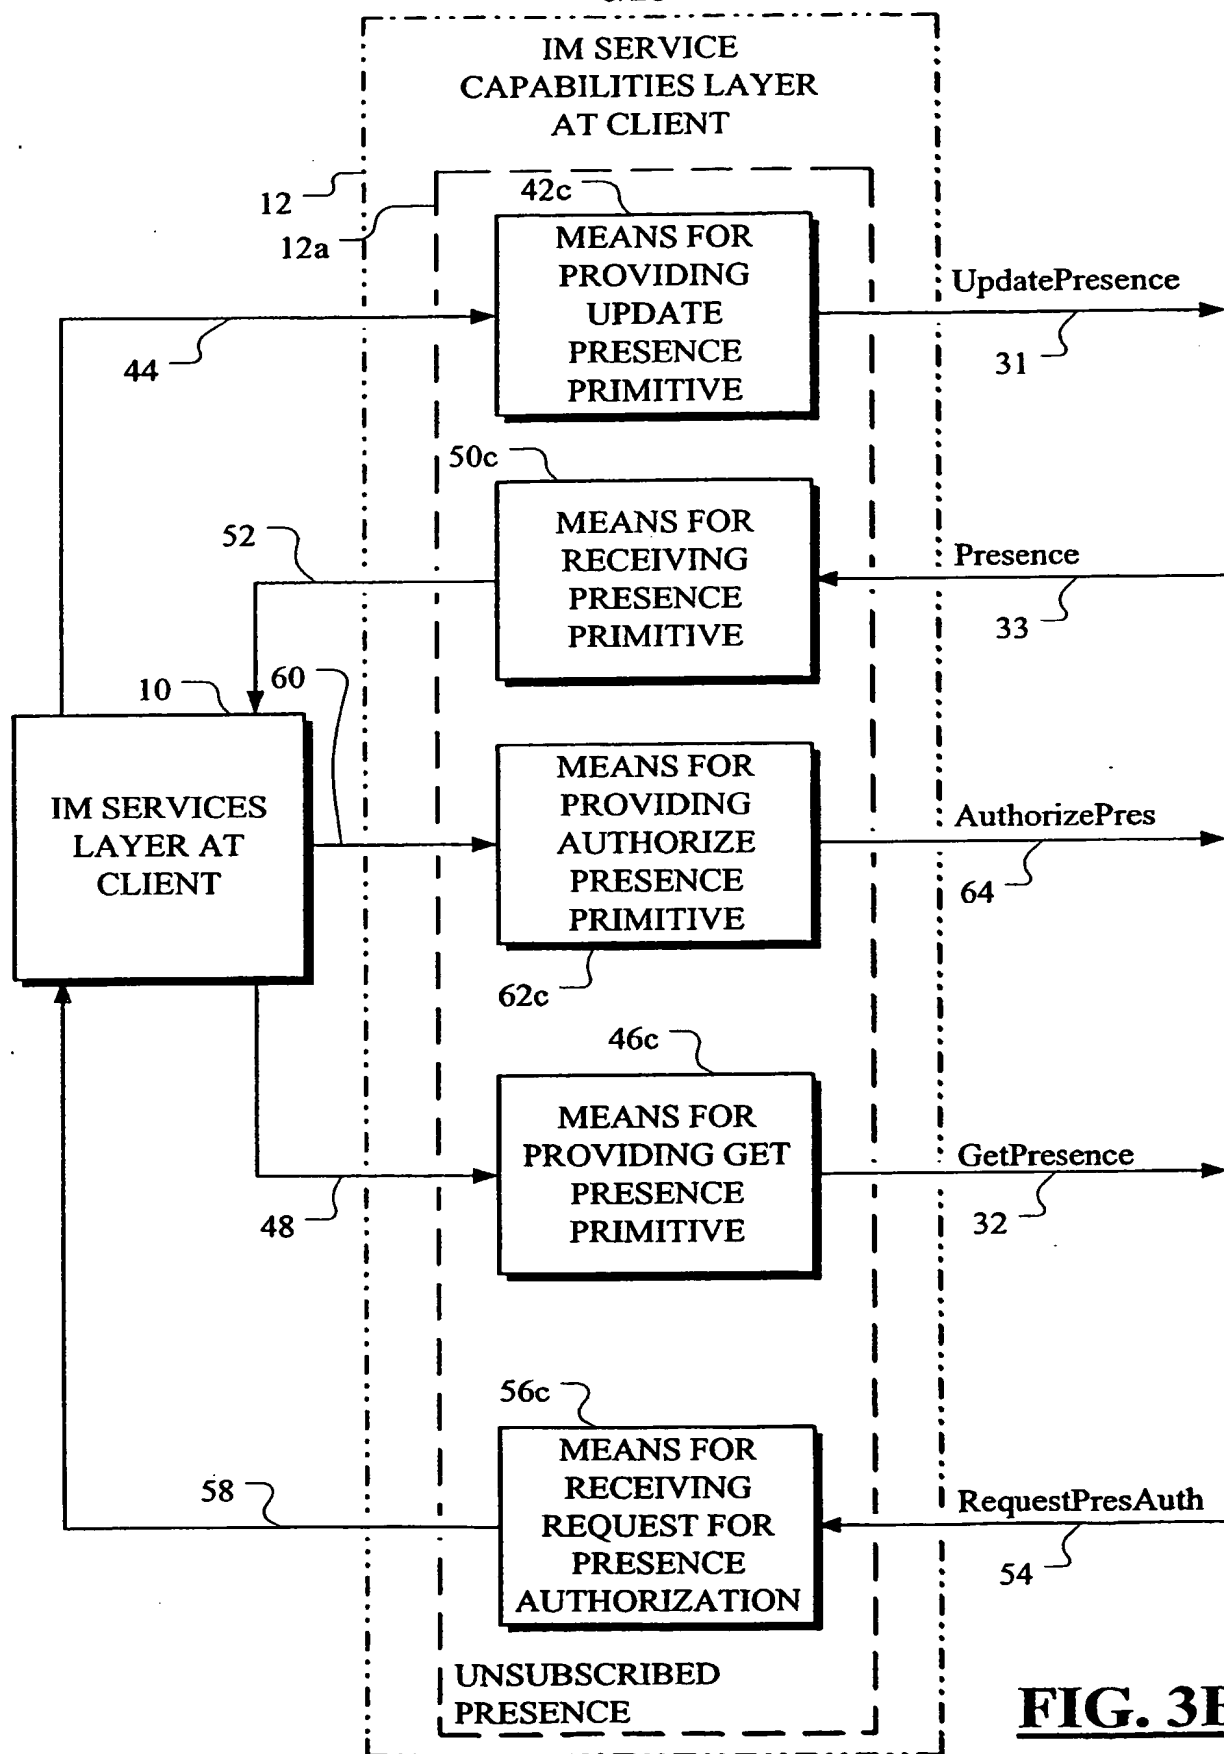 IM SERVICE
CAPABILITIES LAYER
AT CLIENT
12
12a
42c
MEANS FOR
PROVIDING
UPDATE
PRESENCE
PRIMITIVE
UpdatePresence
44
31
50c
52
MEANS FOR
RECEIVING
PRESENCE
PRIMITIVE
Presence
33
10
60
IM SERVICES
LAYER AT
CLIENT
MEANS FOR
PROVIDING
AUTHORIZE
PRESENCE
PRIMITIVE
AuthorizePres
64
62c
46c
MEANS FOR
PROVIDING GET
PRESENCE
PRIMITIVE
GetPresence
48
32
56c
58
MEANS FOR
RECEIVING
REQUEST FOR
PRESENCE
AUTHORIZATION
RequestPresAuth
54
UNSUBSCRIBED
PRESENCE
FIG. 3B